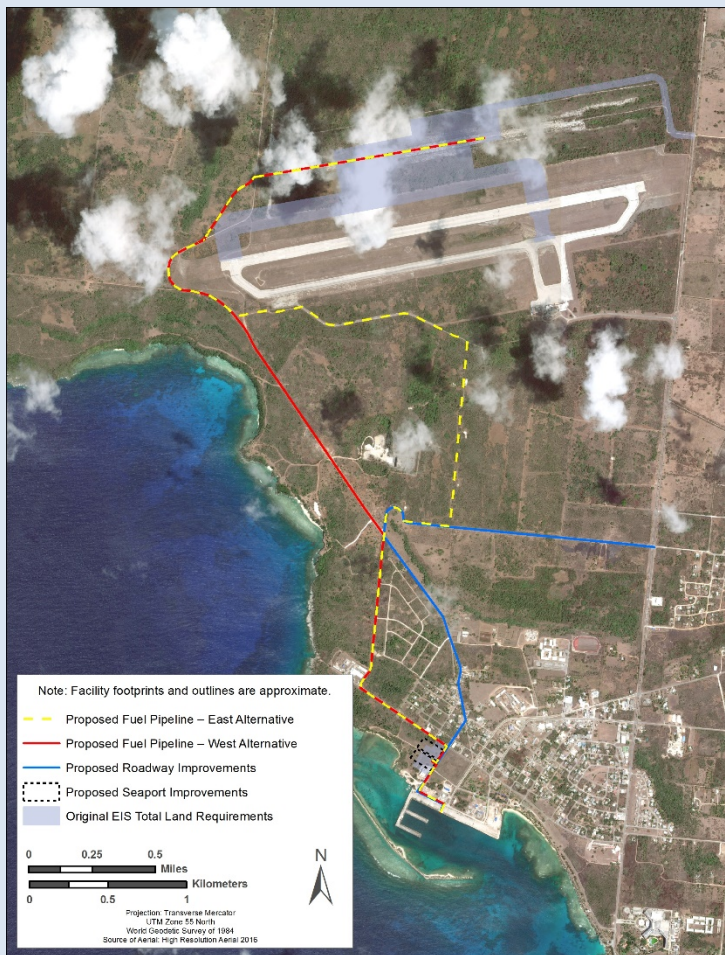 Note: Facility footprints and outlines are approximate.
Proposed Fuel Pipeline – East Alternative
Proposed Fuel Pipeline – West Alternative
Proposed Roadway Improvements
Proposed Seaport Improvements
Original EIS Total Land Requirements
0 0.25 0.5
Miles
Kilometers
0 0.5 1
N
Projection: Transverse Mercator
UTM Zone 55 North
World Geodetic Survey of 1984
Source of Aerial: High Resolution Aerial 2016